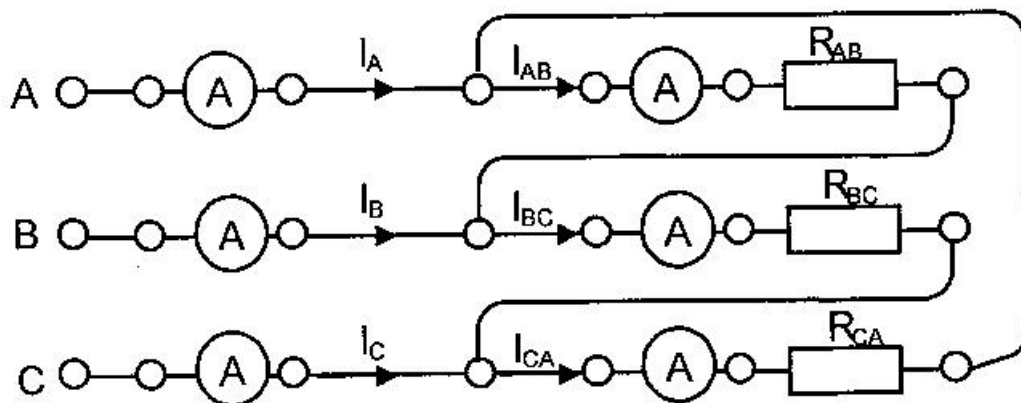 I_A I_AB R_AB
A A A
I_B I_BC R_BC
B A A
I_C I_CA R_CA
C A A